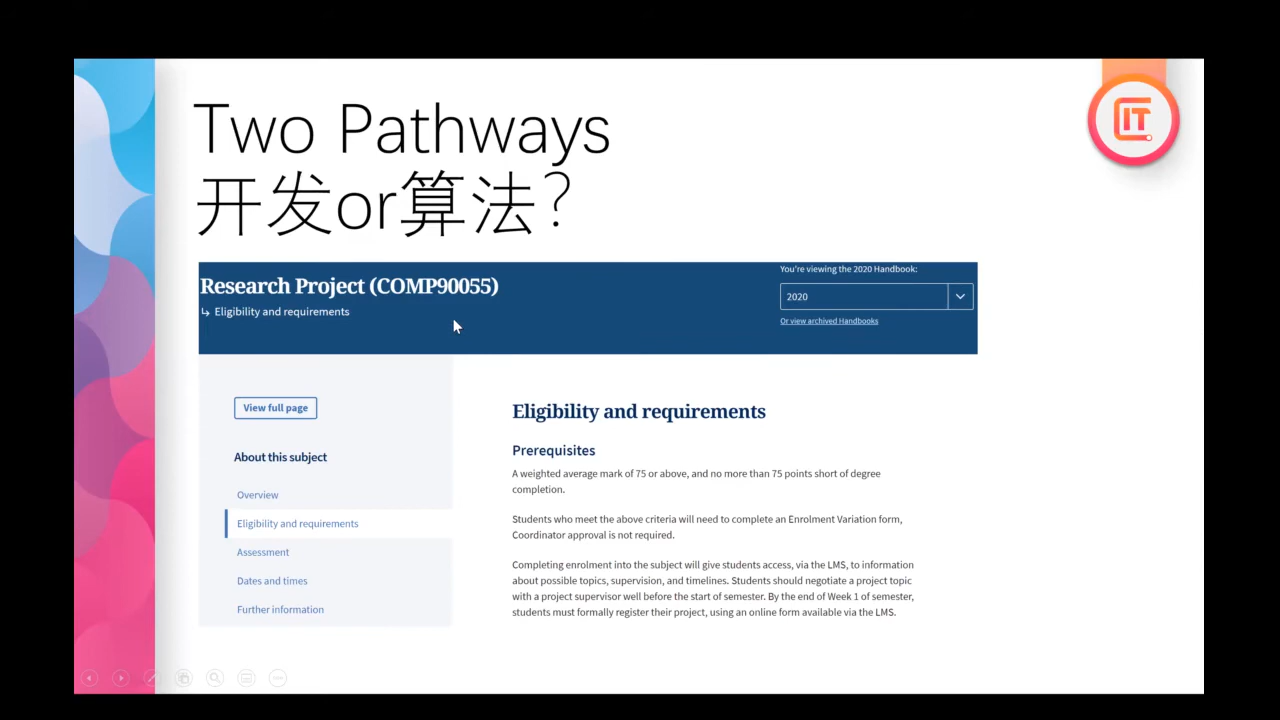 Two Pathways
开发or算法?
IT
Research Project (COMP90055)
↳ Eligibility and requirements
You're viewing the 2020 Handbook:
2020
Or view archived Handbooks
View full page
About this subject
Overview
Eligibility and requirements
Assessment
Dates and times
Further information
Eligibility and requirements
Prerequisites
A weighted average mark of 75 or above, and no more than 75 points short of degree
completion.
Students who meet the above criteria will need to complete an Enrolment Variation form,
Coordinator approval is not required.
Completing enrolment into the subject will give students access, via the LMS, to information
about possible topics, supervision, and timelines. Students should negotiate a project topic
with a project supervisor well before the start of semester. By the end of Week 1 of semester,
students must formally register their project, using an online form available via the LMS.